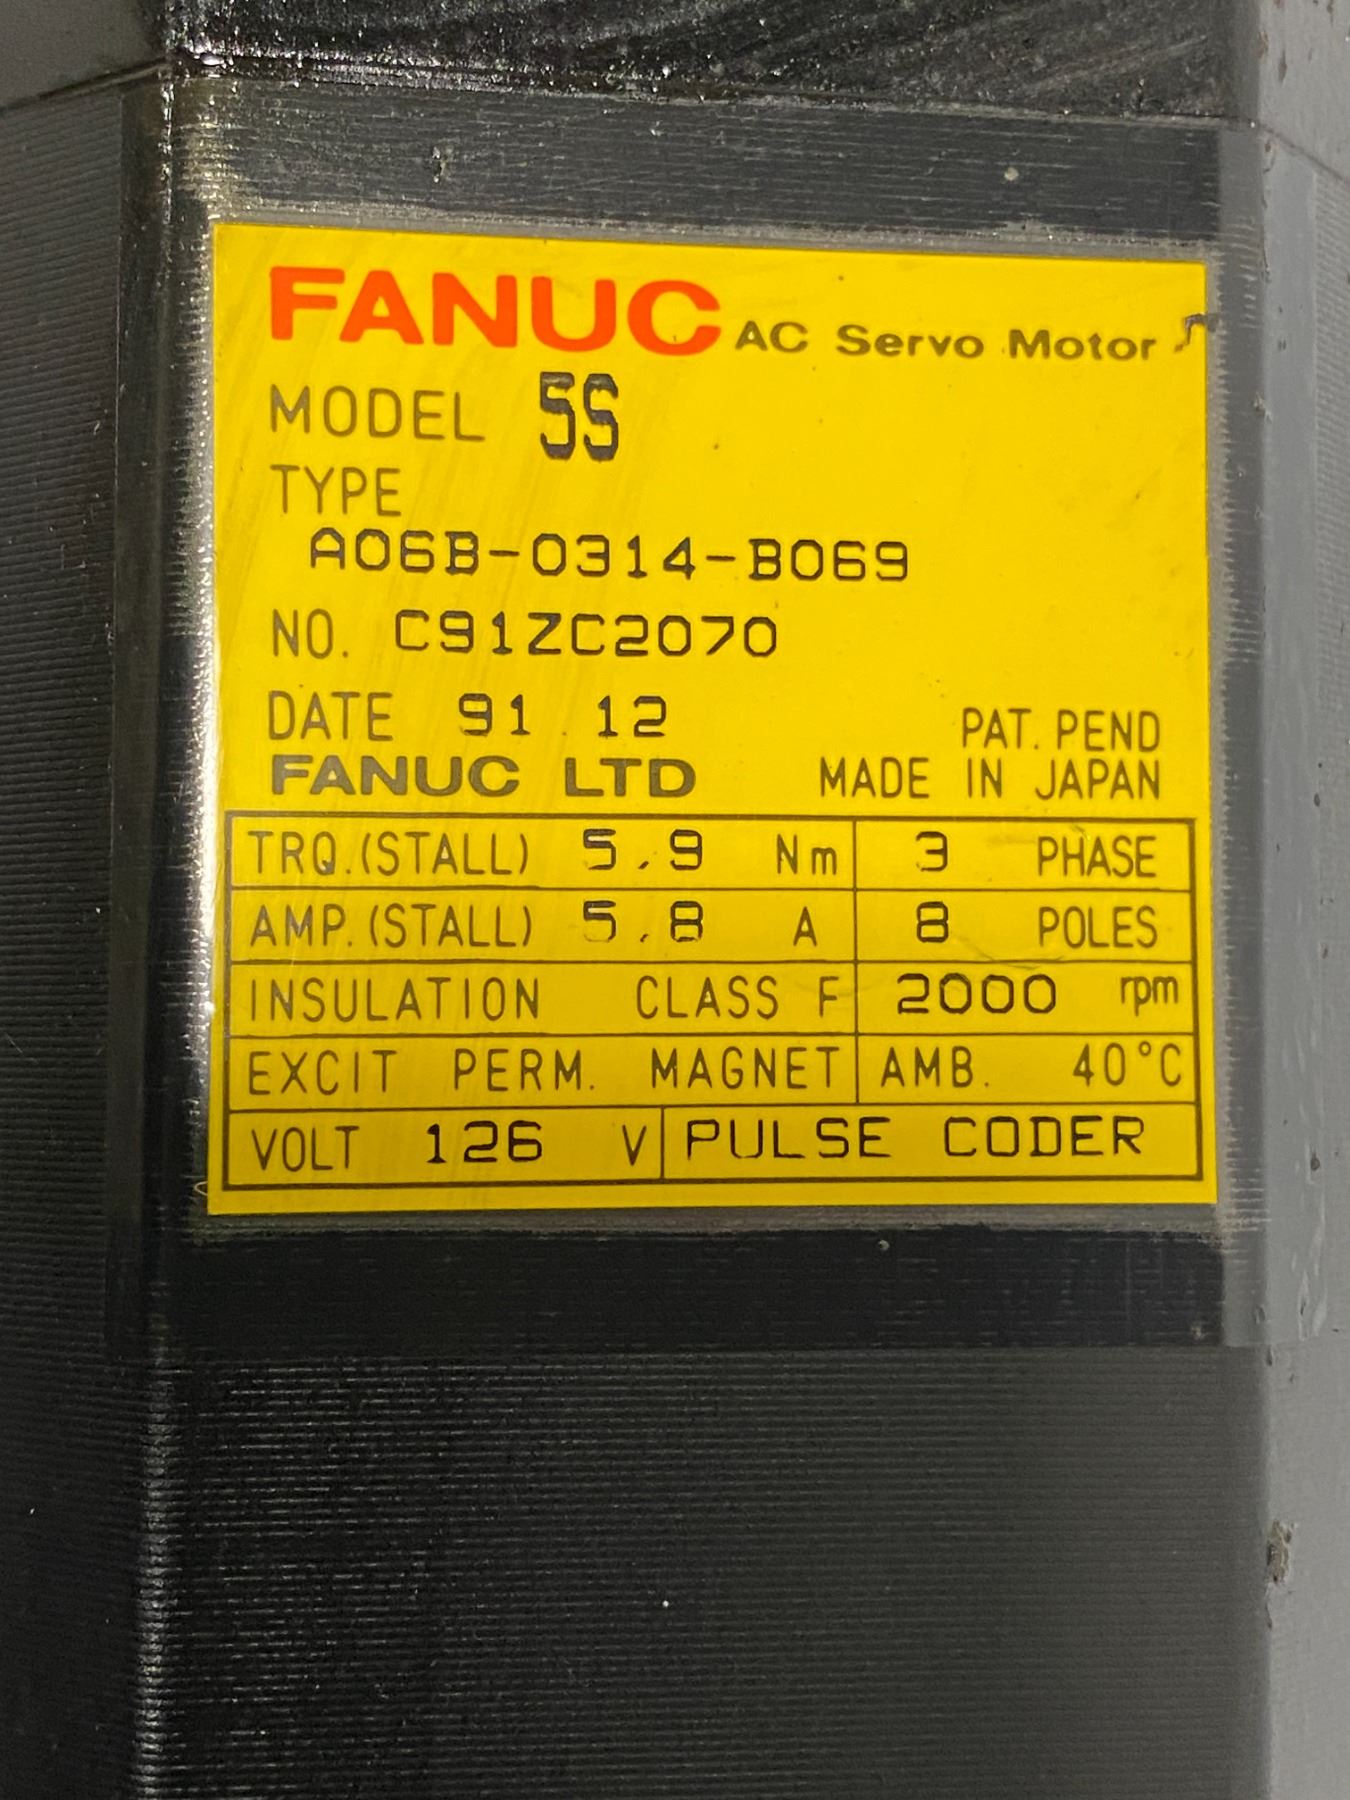 FANUC AC Servo Motor
MODEL 5S
TYPE
A06B-0314-B069
NO. C91ZC2070
DATE 91.12
PAT. PEND
FANUC LTD MADE IN JAPAN
TRQ.(STALL) 5.9 Nm 3 PHASE
AMP.(STALL) 5.8 A 8 POLES
INSULATION CLASS F 2000 rpm
EXCIT PERM. MAGNET AMB. 40°C
VOLT 126 V PULSE CODER